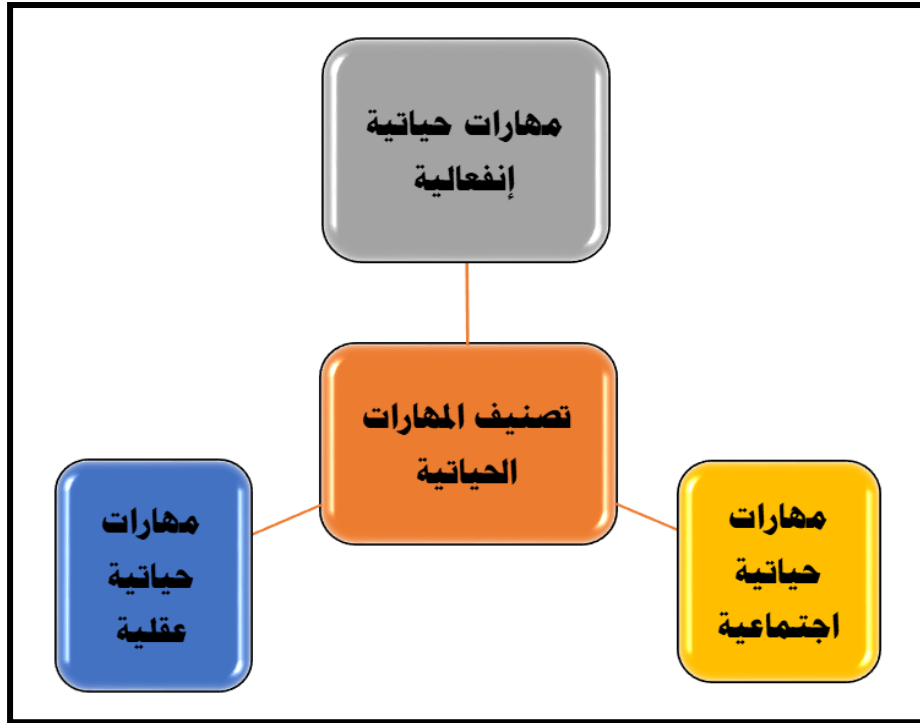 مهارات حياتية
إنفعالية
تصنيف المهارات
الحياتية
مهارات
حياتية
اجتماعية
مهارات
حياتية
عقلية